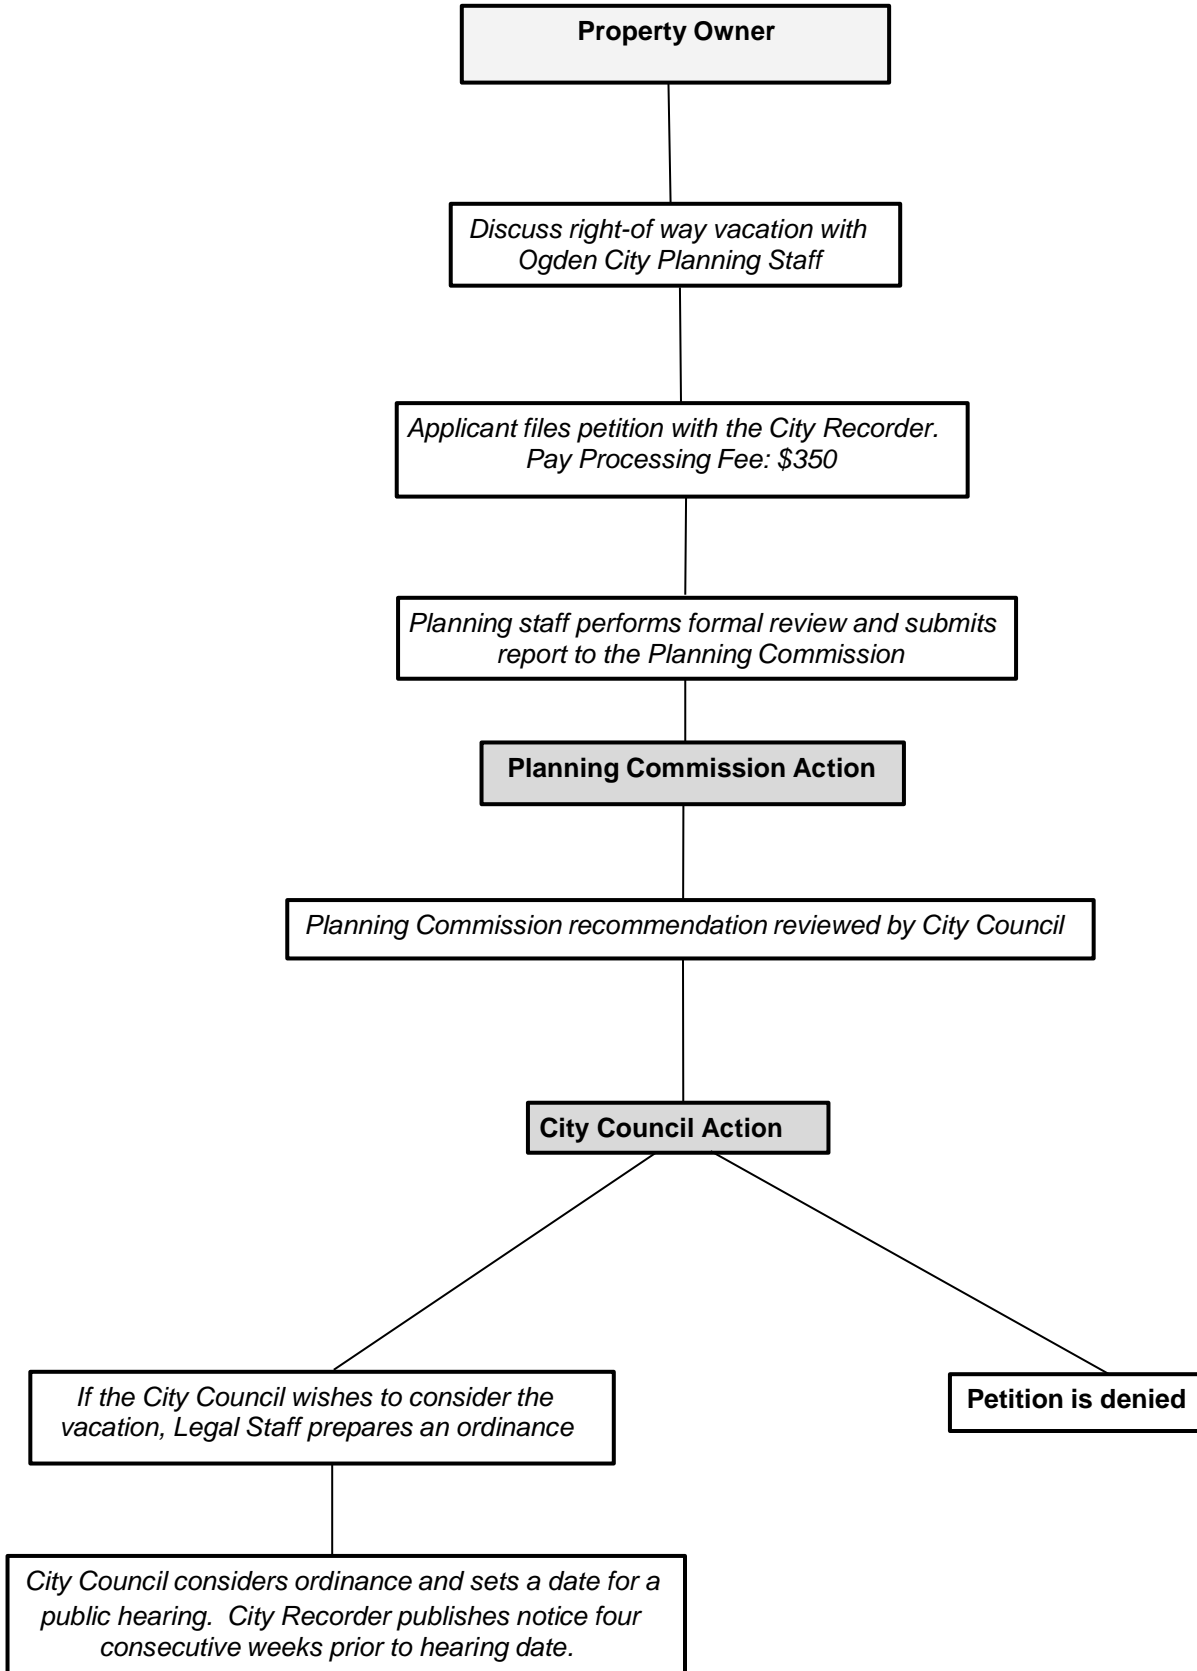 Property Owner
Discuss right-of way vacation with
Ogden City Planning Staff
Applicant files petition with the City Recorder.
Pay Processing Fee: $350
Planning staff performs formal review and submits
report to the Planning Commission
Planning Commission Action
Planning Commission recommendation reviewed by City Council
City Council Action
If the City Council wishes to consider the
vacation, Legal Staff prepares an ordinance
Petition is denied
City Council considers ordinance and sets a date for a
public hearing. City Recorder publishes notice four
consecutive weeks prior to hearing date.